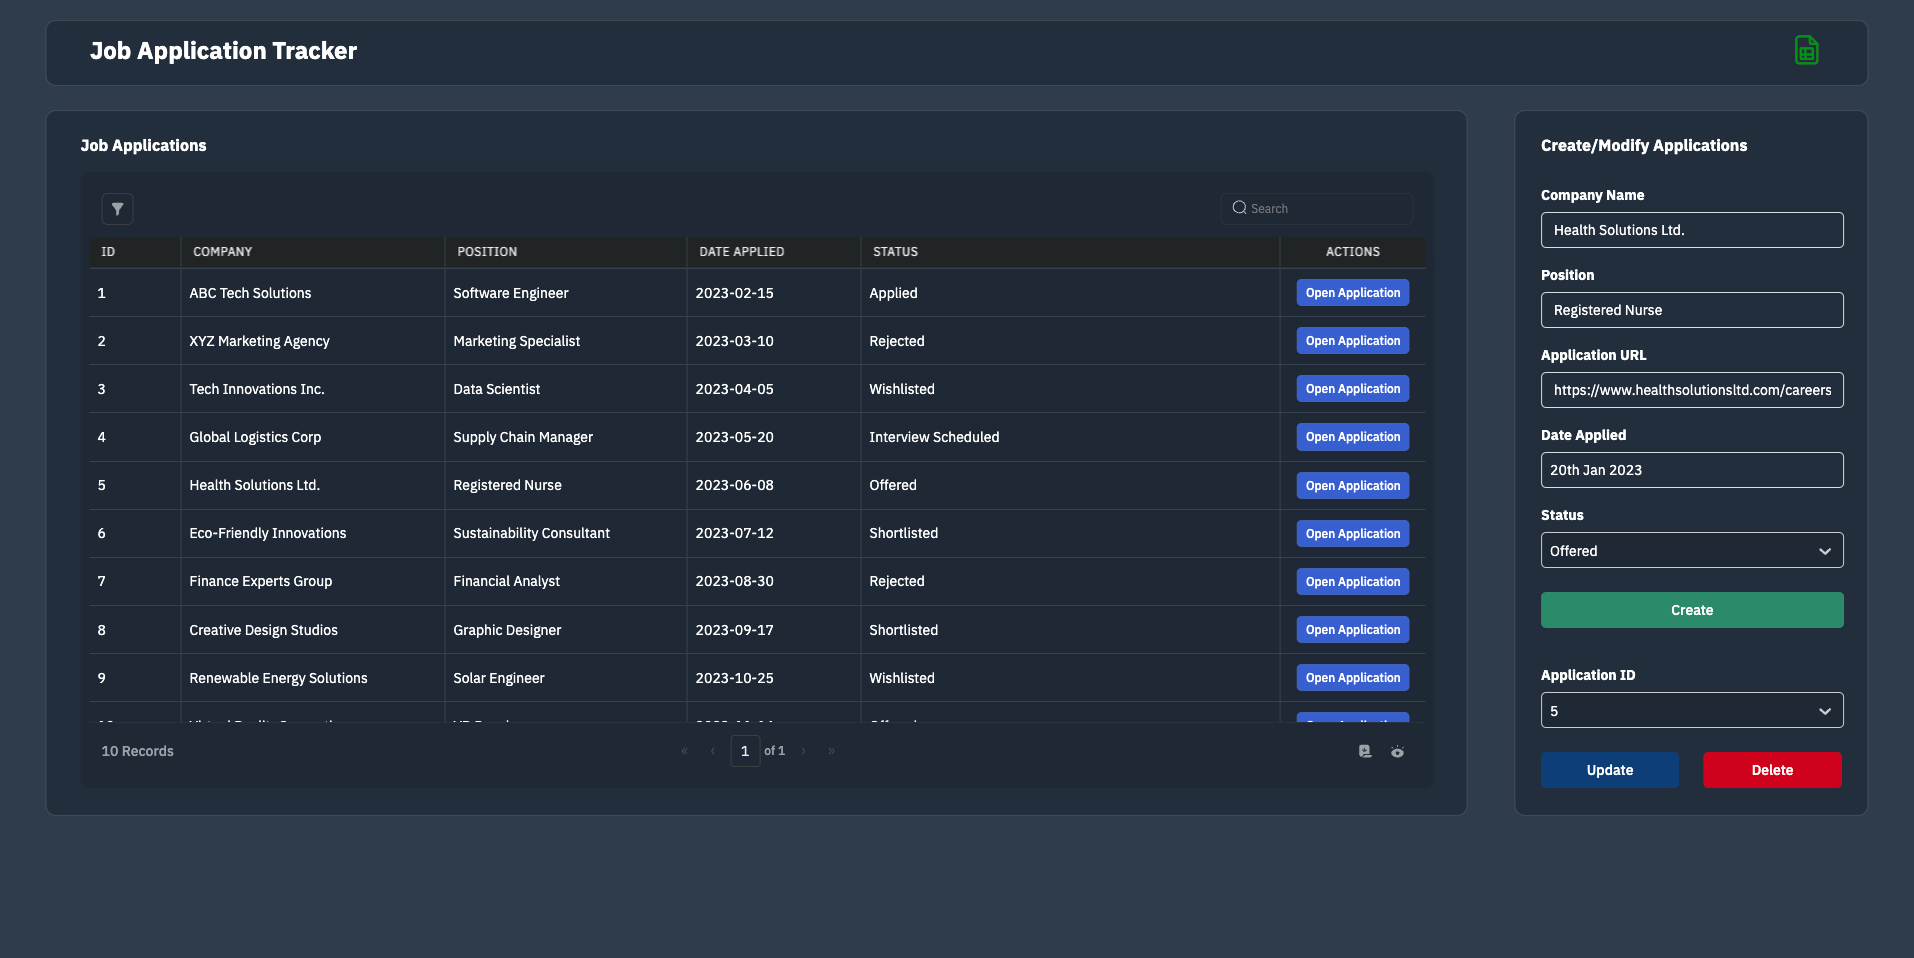 Job Application Tracker
Job Applications
Search
ID COMPANY POSITION DATE APPLIED STATUS ACTIONS
1 ABC Tech Solutions Software Engineer 2023-02-15 Applied Open Application
2 XYZ Marketing Agency Marketing Specialist 2023-03-10 Rejected Open Application
3 Tech Innovations Inc. Data Scientist 2023-04-05 Wishlisted Open Application
4 Global Logistics Corp Supply Chain Manager 2023-05-20 Interview Scheduled Open Application
5 Health Solutions Ltd. Registered Nurse 2023-06-08 Offered Open Application
6 Eco-Friendly Innovations Sustainability Consultant 2023-07-12 Shortlisted Open Application
7 Finance Experts Group Financial Analyst 2023-08-30 Rejected Open Application
8 Creative Design Studios Graphic Designer 2023-09-17 Shortlisted Open Application
9 Renewable Energy Solutions Solar Engineer 2023-10-25 Wishlisted Open Application
10 Records « ‹ 1 of 1 › »
Create/Modify Applications
Company Name
Health Solutions Ltd.
Position
Registered Nurse
Application URL
https://www.healthsolutionsltd.com/careers
Date Applied
20th Jan 2023
Status
Offered
Create
Application ID
5
Update Delete